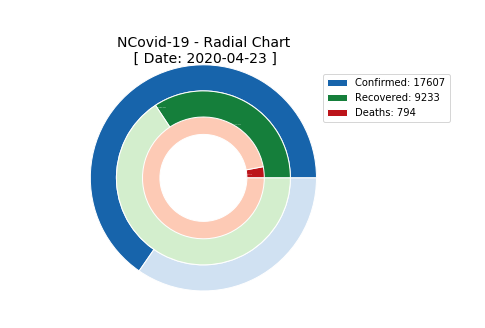 NCovid-19 - Radial Chart
[ Date: 2020-04-23 ]
Confirmed: 17607
Recovered: 9233
Deaths: 794